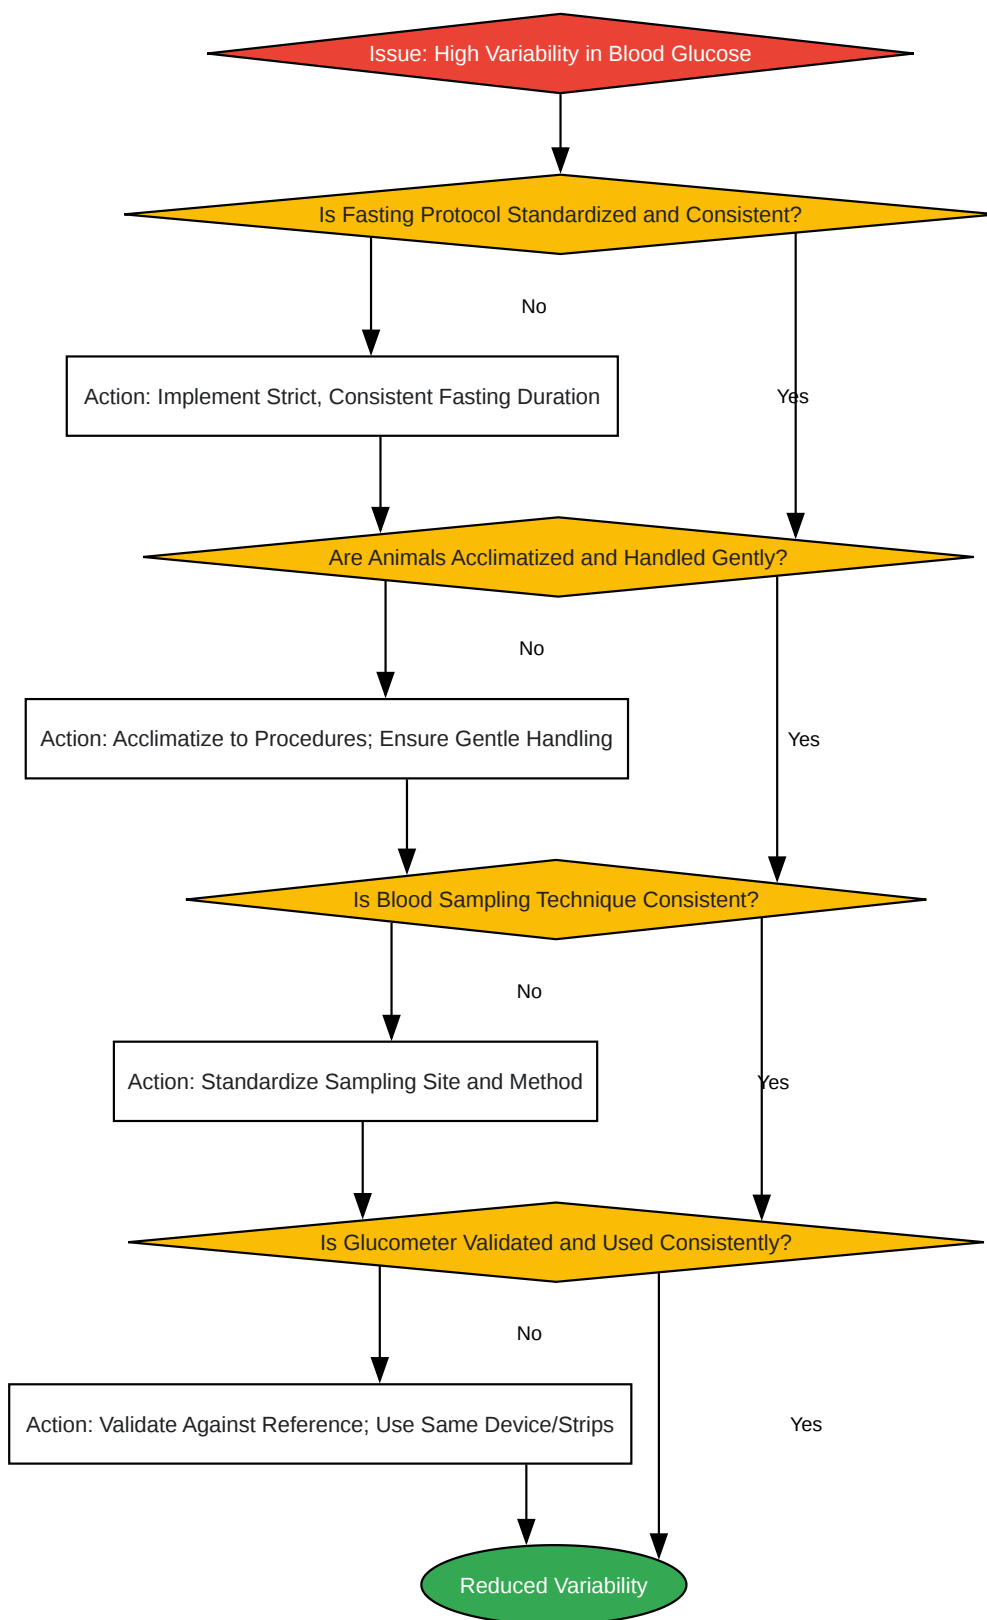 Issue: High Variability in Blood Glucose
Is Fasting Protocol Standardized and Consistent?
No
Action: Implement Strict, Consistent Fasting Duration
Yes
Are Animals Acclimatized and Handled Gently?
No
Action: Acclimatize to Procedures; Ensure Gentle Handling
Yes
Is Blood Sampling Technique Consistent?
No
Action: Standardize Sampling Site and Method
Yes
Is Glucometer Validated and Used Consistently?
No
Action: Validate Against Reference; Use Same Device/Strips
Yes
Reduced Variability